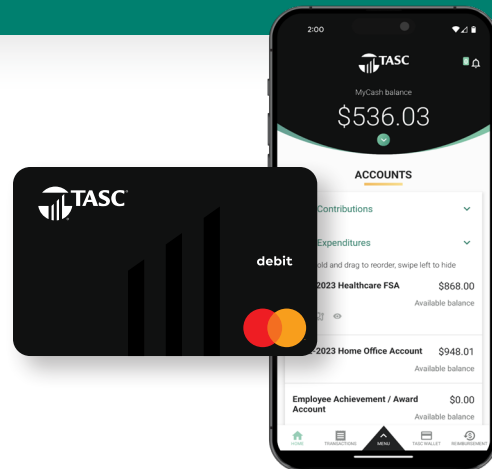 2:00
TASC
MyCash balance
$536.03
ACCOUNTS
Contributions
Expenditures
old and drag to reorder, swipe left to hide
2023 Healthcare FSA $868.00
Available balance
-2023 Home Office Account $948.01
Available balance
Employee Achievement / Award
Account
$0.00
Available balance
HOME TRANSACTIONS MENU TASC WALLET REIMBURSEMENT
TASC
debit